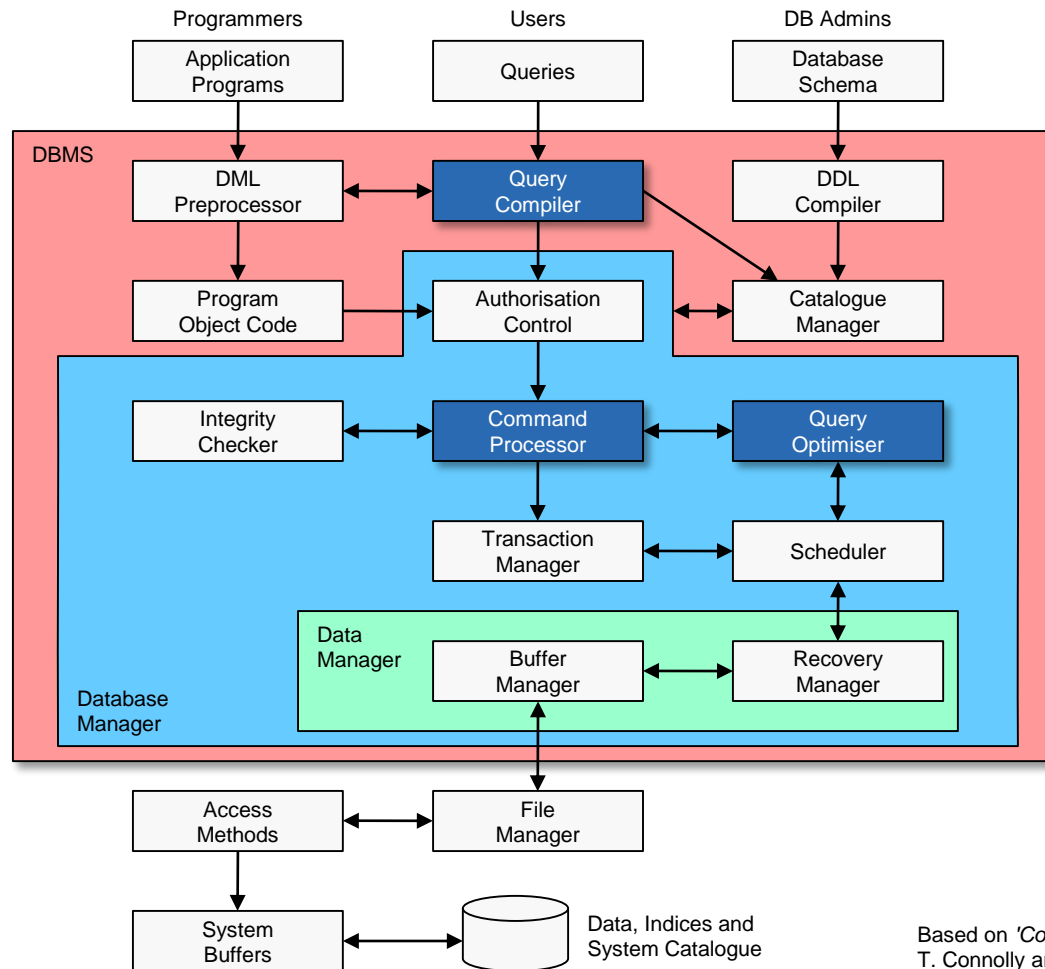 Programmers
Users
DB Admins
Application
Programs
Queries
Database
Schema
DBMS
DML
Preprocessor
Query
Compiler
DDL
Compiler
Program
Object Code
Authorisation
Control
Catalogue
Manager
Integrity
Checker
Command
Processor
Query
Optimiser
Transaction
Manager
Scheduler
Data
Manager
Buffer
Manager
Recovery
Manager
Database
Manager
Access
Methods
File
Manager
System
Buffers
Data, Indices and
System Catalogue
Based on 'Co
T. Connolly an